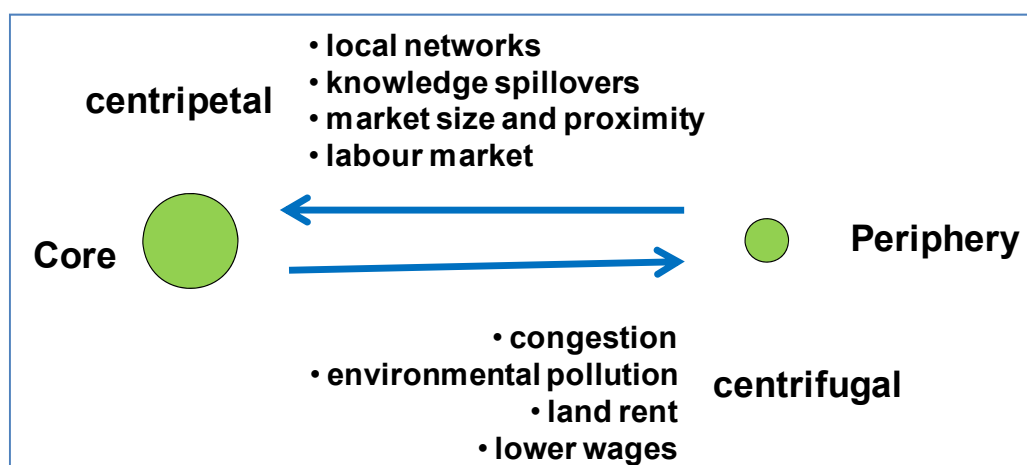 • local networks
• knowledge spillovers
centripetal
• market size and proximity
• labour market
Core
Periphery
• congestion
• environmental pollution
centrifugal
• land rent
• lower wages